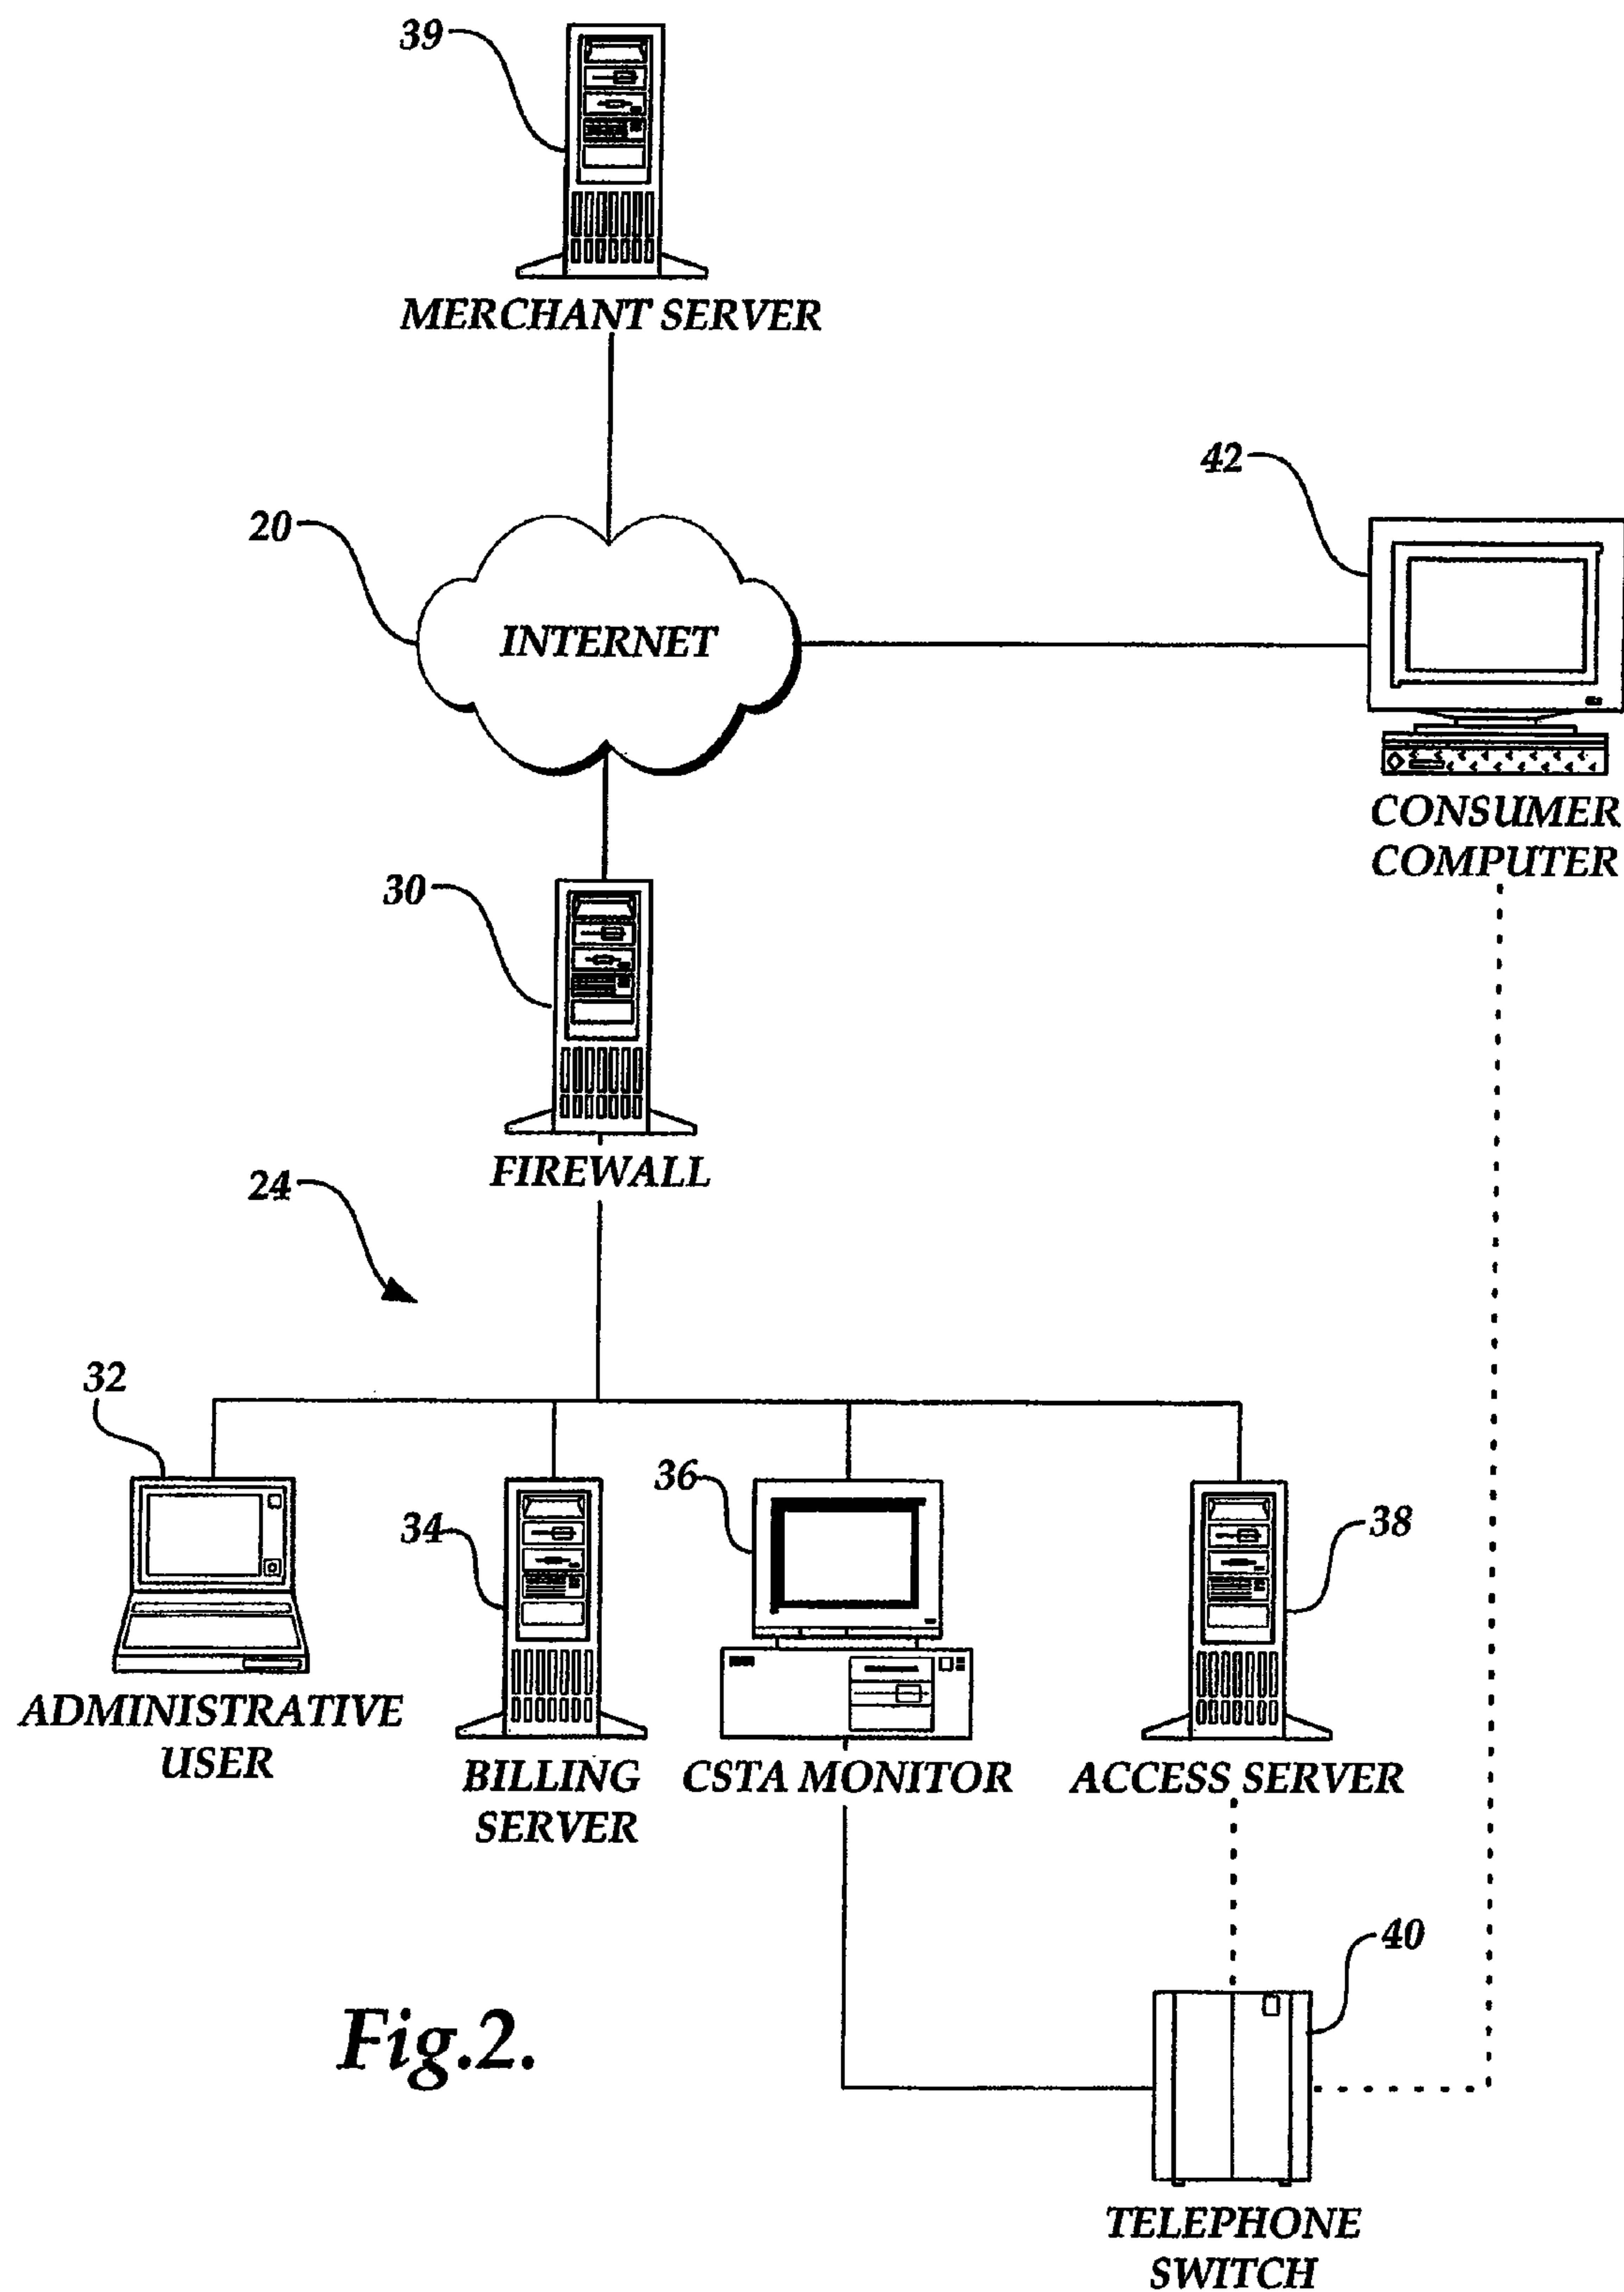 39
MERCHANT SERVER
42
20
INTERNET
CONSUMER
COMPUTER
30
FIREWALL
24
32
36
34
38
ADMINISTRATIVE
USER
BILLING
SERVER
CSTA MONITOR
ACCESS SERVER
40
Fig.2.
TELEPHONE
SWITCH